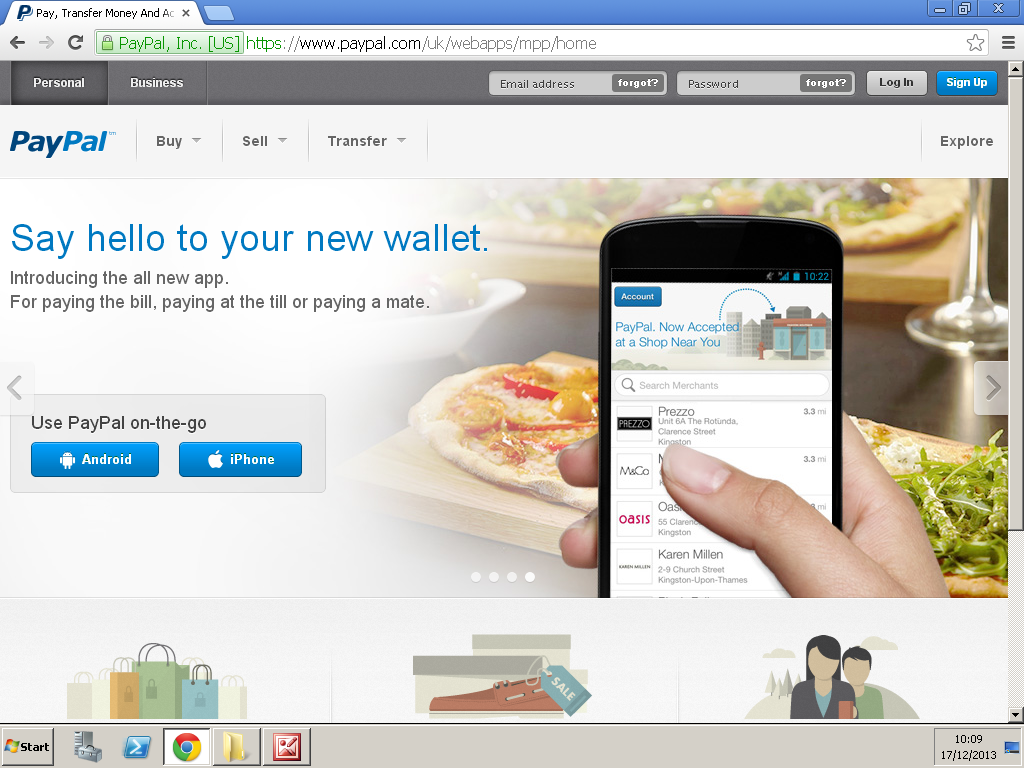 Pay, Transfer Money And Ac
PayPal, Inc. [US] https://www.paypal.com/uk/webapps/mpp/home
Personal Business Email address forgot? Password forgot? Log In Sign Up
PayPal™ Buy Sell Transfer Explore
Say hello to your new wallet.
Introducing the all new app.
For paying the bill, paying at the till or paying a mate.
Use PayPal on-the-go
Android iPhone
10:22
Account
PayPal. Now Accepted
at a Shop Near You
Search Merchants
PREZZO
Prezzo 3.3 mi
Unit 6A The Rotunda,
Clarence Street
Kingston
M&Co
3.3 mi
OASIS
Oasi
55 Clarenc
Kingston
KAREN MILLEN
Karen Millen
2-9 Church Street
Kingston-Upon-Thames
SALE
Start
10:09
17/12/2013